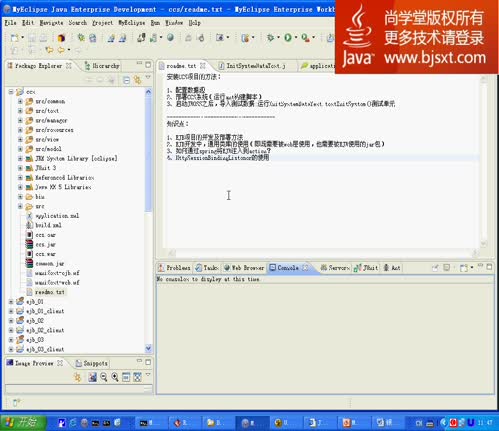 MyEclipse Java Enterprise Development - ccs/readme.txt - MyEclipse Enterprise Workb
File Edit Navigate Search Project MyEclipse Run Window Help
尚学堂版权所有
更多技术请登录
www.bjsxt.com
Java
Package Explorer
Hierarchy
readme.txt
InitSystemDataTest.j
applicati
ccs
src/common
src/test
src/manager
src/resources
src/view
src/model
JRE System Library [eclipse]
JUnit 3
Referenced Libraries
Java EE 5 Libraries
bin
src
application.xml
build.xml
ccs.ear
ccs.jar
ccs.war
common.jar
manifest-ejb.mf
manifest-web.mf
readme.txt
ejb_01
ejb_01_client
ejb_02
ejb_02_client
ejb_03
ejb_03_client
安装CCS项目的方法:
1、配置数据源
2、部署CCS系统(运行ant构建脚本)
3、启动JBOSS之后,导入测试数据:运行InitSystemDataTest.testInitSystem()测试单元
知识点:
1、EJB项目的开发及部署方法
2、EJB开发中,通用类库的使用(即既需要被web层使用,也需要被EJB使用的jar包)
3、如何通过spring将EJB注入到action?
4、HttpSessionBindingListener的使用
Problems
Tasks
Web Browser
Console
Servers
JUnit
Ant
No consoles to display at this time.
Image Preview
Snippets
开始
CH
11:47